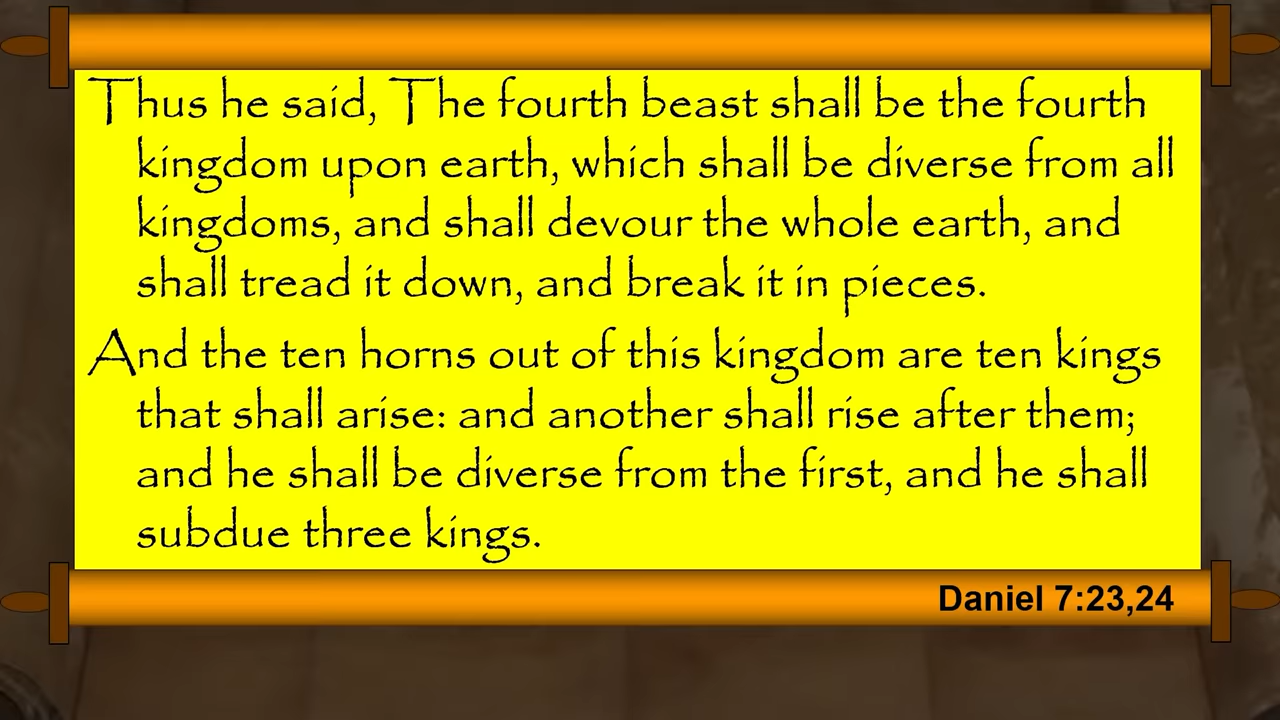 Thus he said, The fourth beast shall be the fourth
kingdom upon earth, which shall be diverse from all
kingdoms, and shall devour the whole earth, and
shall tread it down, and break it in pieces.
And the ten horns out of this kingdom are ten kings
that shall arise: and another shall rise after them;
and he shall be diverse from the first, and he shall
subdue three kings.
Daniel 7:23,24